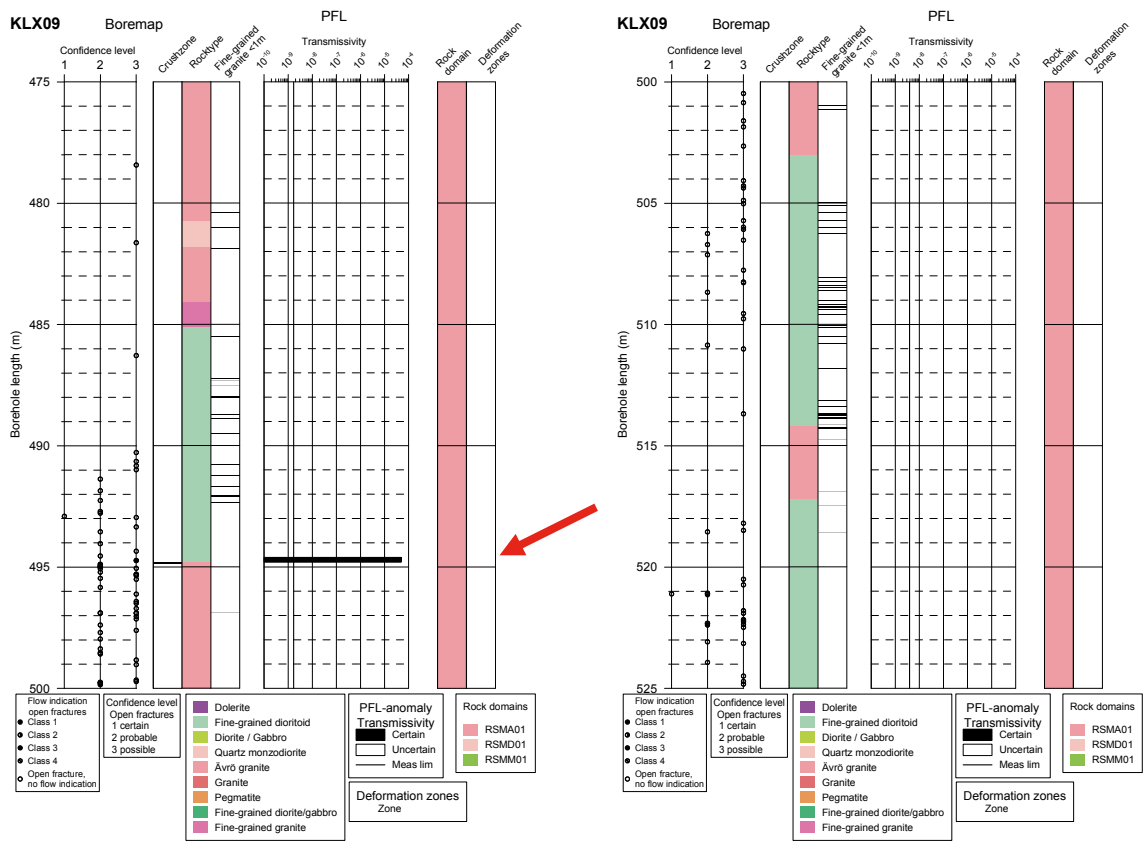 KLX09
Boremap
PFL
Confidence level
1 2 3
Crushzone
Rocktype
Fine-grained
granite <1m
Transmissivity
10-10 10-9 10-8 10-7 10-6 10-5 10-4
Rock
domain
Deformation
zones
Borehole length (m)
475
480
485
490
495
500
Flow indication
open fractures
Class 1
Class 2
Class 3
Class 4
Open fracture,
no flow indication
Confidence level
Open fractures
1 certain
2 probable
3 possible
Dolerite
Fine-grained dioritoid
Diorite / Gabbro
Quartz monzodiorite
Ävrö granite
Granite
Pegmatite
Fine-grained diorite/gabbro
Fine-grained granite
PFL-anomaly
Transmissivity
Certain
Uncertain
Meas lim
Deformation zones
Zone
Rock domains
RSMA01
RSMD01
RSMM01
KLX09
Boremap
PFL
Confidence level
1 2 3
Crushzone
Rocktype
Fine-grained
granite <1m
Transmissivity
10-10 10-9 10-8 10-7 10-6 10-5 10-4
Rock
domain
Deformation
zones
Borehole length (m)
500
505
510
515
520
525
Flow indication
open fractures
Class 1
Class 2
Class 3
Class 4
Open fracture,
no flow indication
Confidence level
Open fractures
1 certain
2 probable
3 possible
Dolerite
Fine-grained dioritoid
Diorite / Gabbro
Quartz monzodiorite
Ävrö granite
Granite
Pegmatite
Fine-grained diorite/gabbro
Fine-grained granite
PFL-anomaly
Transmissivity
Certain
Uncertain
Meas lim
Deformation zones
Zone
Rock domains
RSMA01
RSMD01
RSMM01